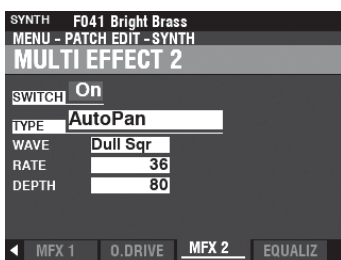 SYNTH F041 Bright Brass
MENU - PATCH EDIT - SYNTH
MULTI EFFECT 2
SWITCH On
TYPE AutoPan
WAVE Dull Sqr
RATE 36
DEPTH 80
◀ MFX 1 O.DRIVE MFX 2 EQUALIZ